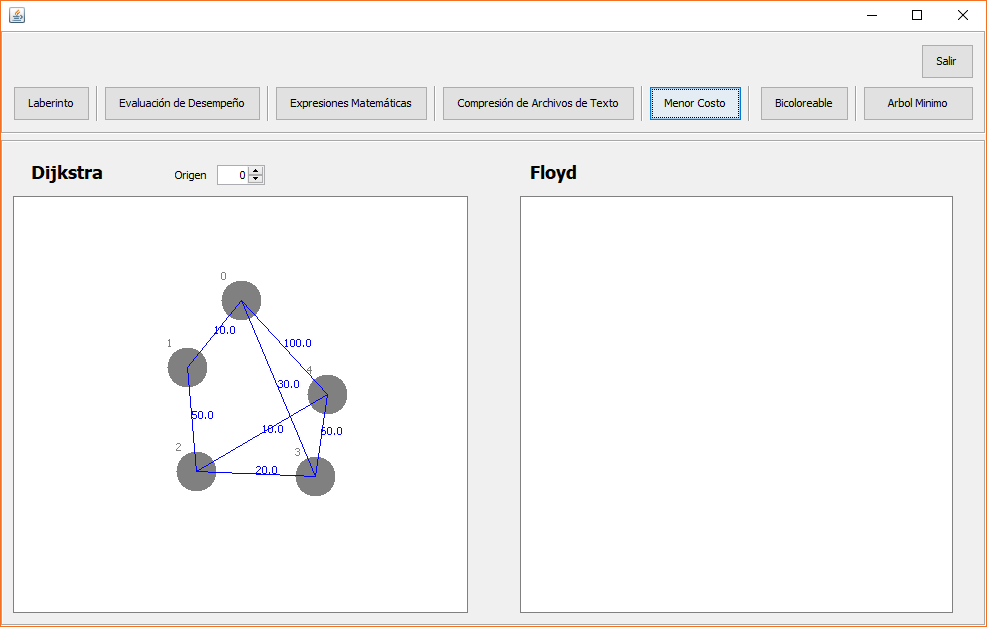 Salir
Laberinto
Evaluación de Desempeño
Expresiones Matemáticas
Compresión de Archivos de Texto
Menor Costo
Bicoloreable
Arbol Minimo
Dijkstra
Origen
0
Floyd
0
10.0
1
100.0
4
30.0
50.0
10.0
60.0
2
3
20.0